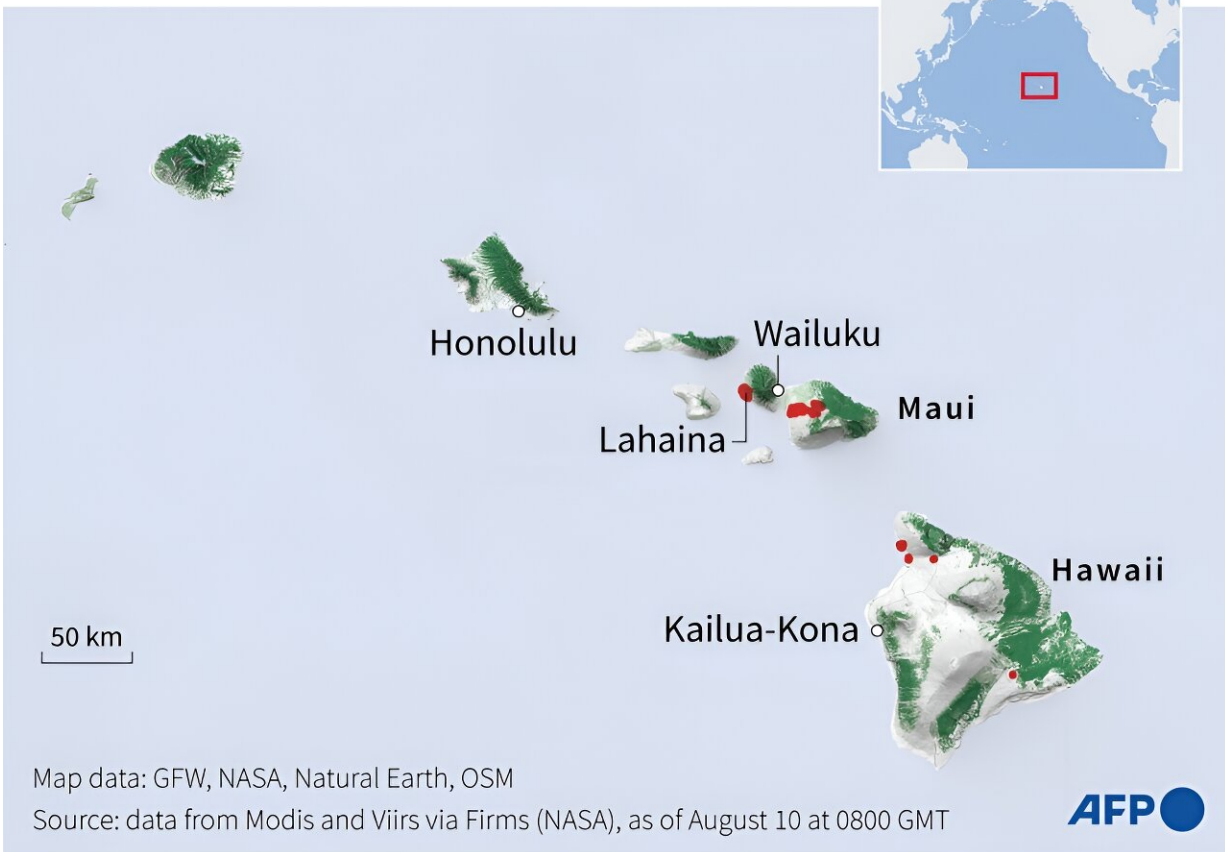 Honolulu
Wailuku
Maui
Lahaina
Hawaii
Kailua-Kona
50 km
Map data: GFW, NASA, Natural Earth, OSM
Source: data from Modis and Viirs via Firms (NASA), as of August 10 at 0800 GMT
AFP